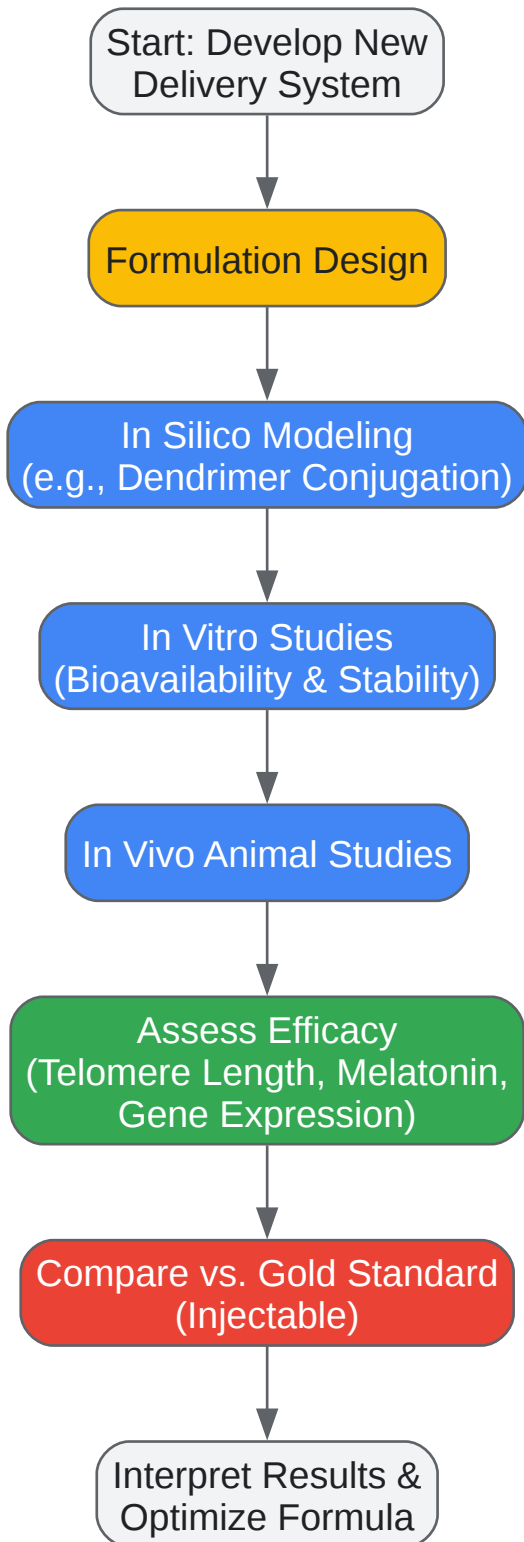 Start: Develop New
Delivery System
Formulation Design
In Silico Modeling
(e.g., Dendrimer Conjugation)
In Vitro Studies
(Bioavailability & Stability)
In Vivo Animal Studies
Assess Efficacy
(Telomere Length, Melatonin,
Gene Expression)
Compare vs. Gold Standard
(Injectable)
Interpret Results &
Optimize Formula